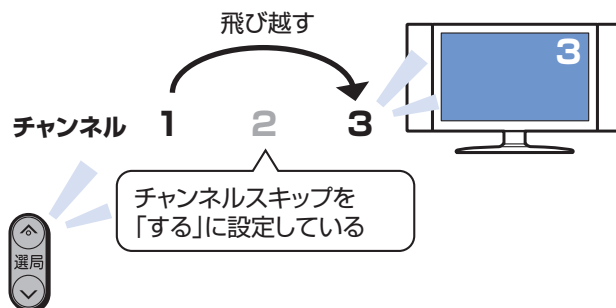 飛び越す
3
チャンネル 1 2 3
チャンネルスキップを
「する」に設定している
選局